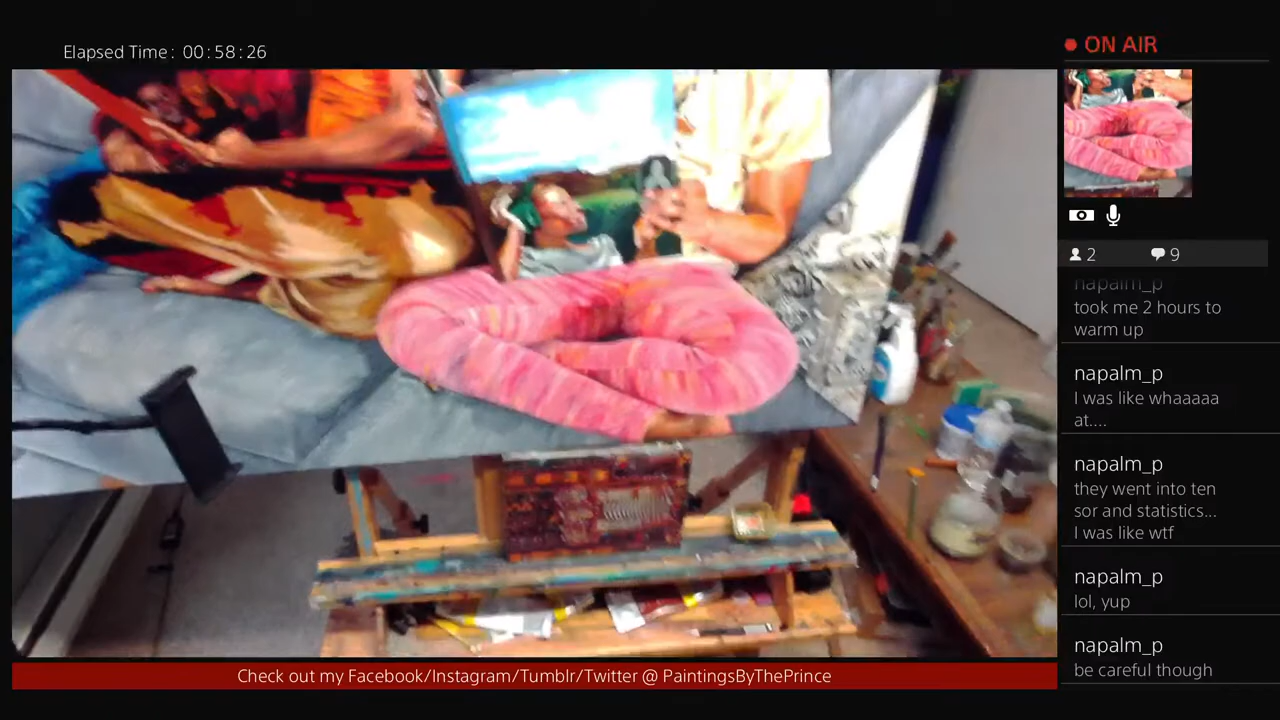 Elapsed Time: 00:58:26
ON AIR
2
9
napalm_p
took me 2 hours to
warm up
napalm_p
I was like whaaaaa
at....
napalm_p
they went into ten
sor and statistics...
I was like wtf
napalm_p
lol, yup
napalm_p
be careful though
Check out my Facebook/Instagram/Tumblr/Twitter @ PaintingsByThePrince